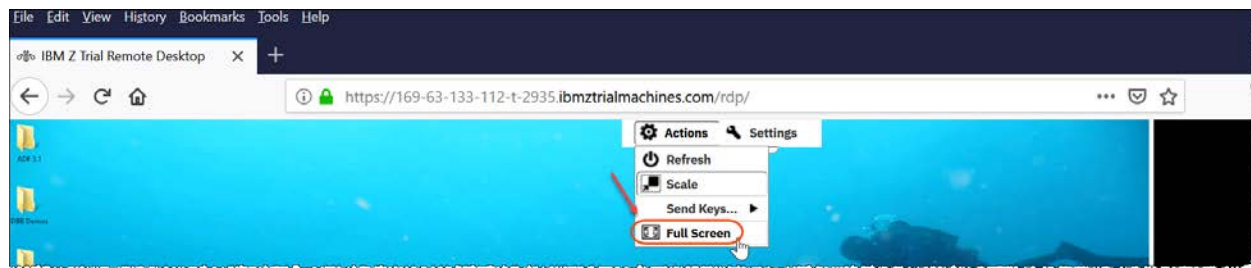 File Edit View History Bookmarks Tools Help
IBM Z Trial Remote Desktop
https://169-63-133-112-t-2935.ibmztrialmachines.com/rdp/
Actions Settings
Refresh
Scale
Send Keys...
Full Screen